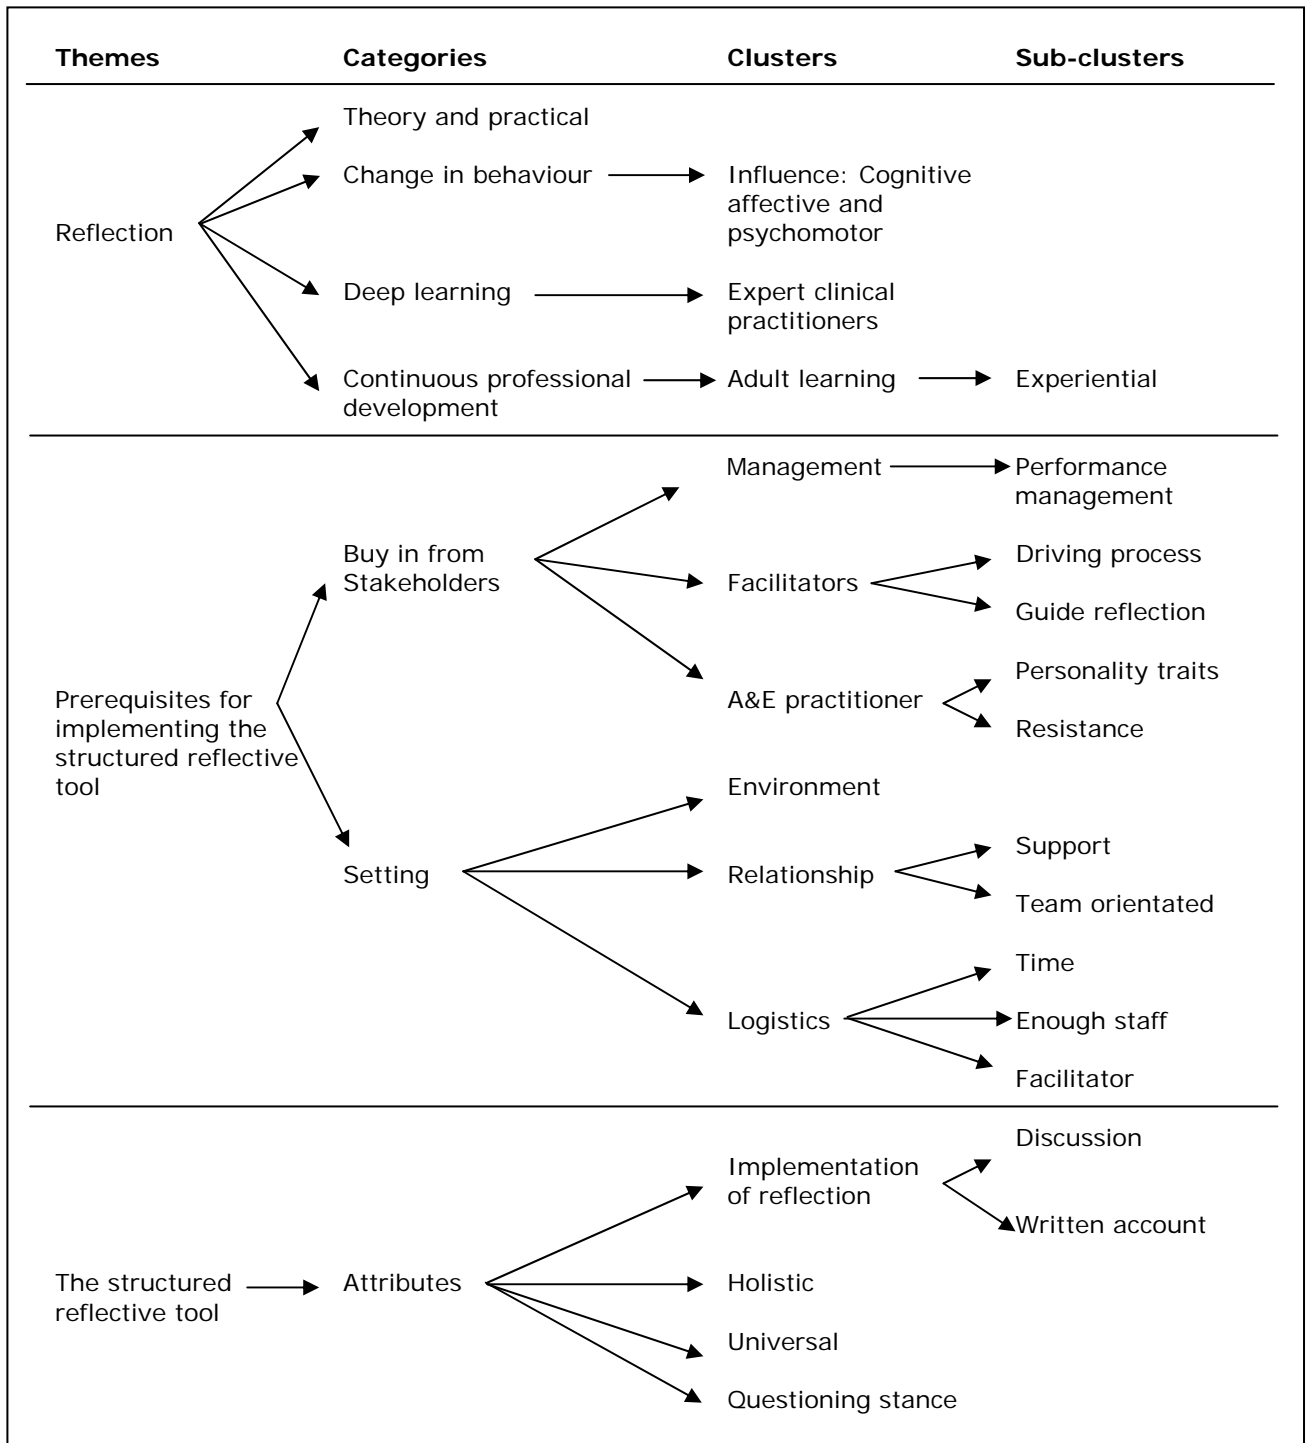 Themes Categories Clusters Sub-clusters
Theory and practical
Change in behaviour Influence: Cognitive
affective and
psychomotor
Reflection
Deep learning Expert clinical
practitioners
Continuous professional Adult learning Experiential
development
Management Performance
management
Buy in from Driving process
Stakeholders Facilitators
Guide reflection
Personality traits
Prerequisites for A&E practitioner
implementing the Resistance
structured reflective
tool Environment
Support
Setting Relationship
Team orientated
Time
Logistics Enough staff
Facilitator
Discussion
Implementation
of reflection
Written account
The structured Attributes Holistic
reflective tool
Universal
Questioning stance